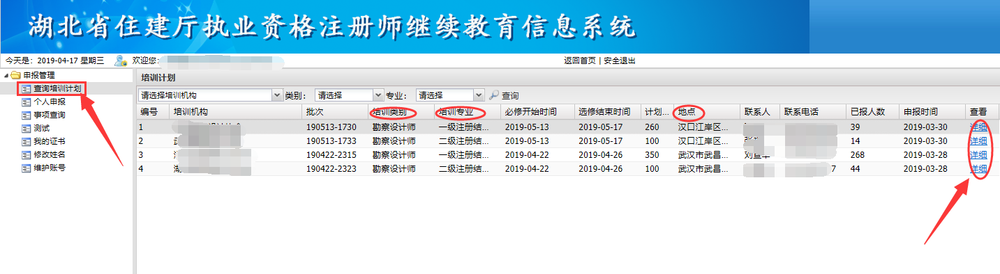 湖北省住建厅执业资格注册师继续教育信息系统
今天是：2019-04-17 星期三 欢迎您： 返回首页 | 安全退出
申报管理
查询培训计划
个人申报
事项查询
测试
我的证书
修改姓名
维护账号
培训计划
请选择培训机构 类别： 请选择 专业： 请选择 查询
编号 培训机构 批次 培训类别 培训专业 必修开始时间 选修结束时间 计划... 地点 联系人 联系电话 已报人数 申报时间 查看
1 190513-1730 勘察设计师 一级注册结... 2019-05-13 2019-05-17 260 汉口江岸区... 39 2019-03-30 详细
2 190513-1733 勘察设计师 二级注册结... 2019-05-13 2019-05-17 100 汉口江岸区... 14 2019-03-30 详细
3 190422-2315 勘察设计师 一级注册结... 2019-04-22 2019-04-26 350 武汉市武昌... 268 2019-03-28 详细
4 190422-2323 勘察设计师 二级注册结... 2019-04-22 2019-04-26 100 武汉市武昌... 7 44 2019-03-28 详细